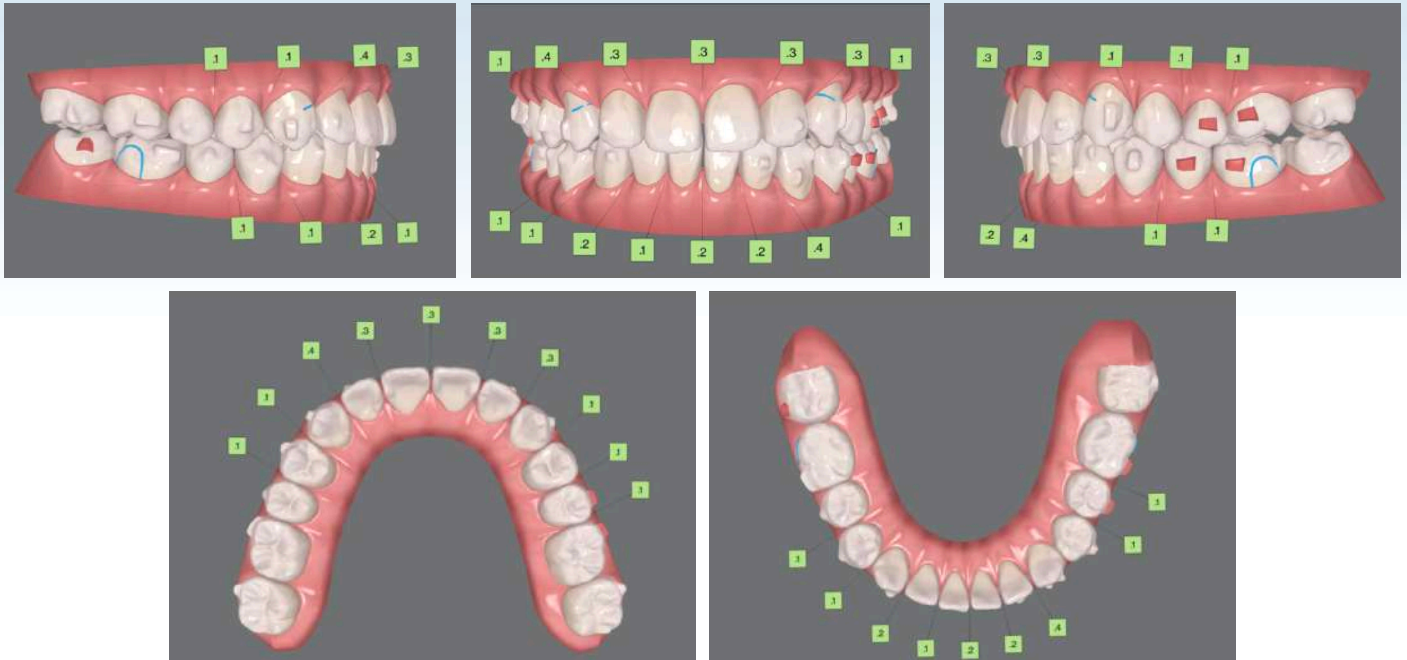 .1 .1 .4 .3
.1 .1 .2 .1
.1 .4 .3 .3 .3 .3 .1
.1 .1 .2 .1 .2 .2 .4 .1
.3 .3 .1 .1 .1
.2 .4 .1 .1
.3
.3 .3
.4 .3
.1 .1
.1 .1
.1
.1
.1 .1
.1 .4
.2 .1 .2 .2